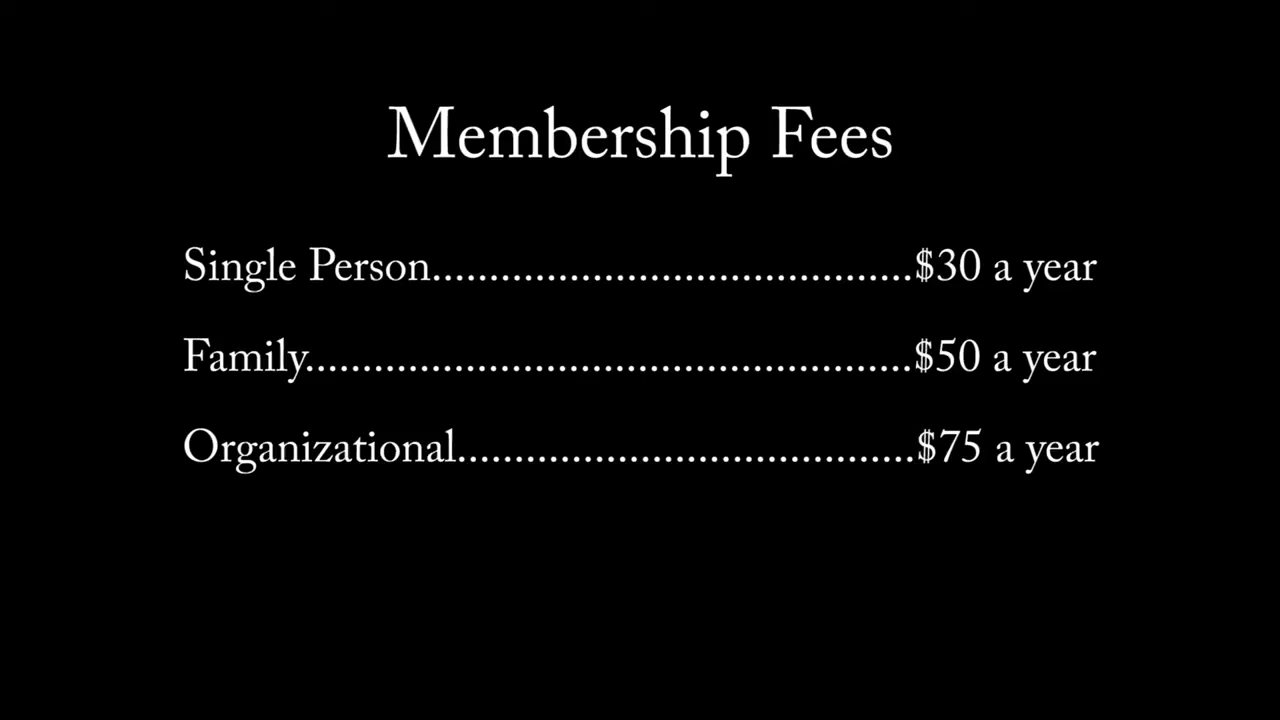 Membership Fees
Single Person..........................................$30 a year
Family.....................................................$50 a year
Organizational........................................$75 a year